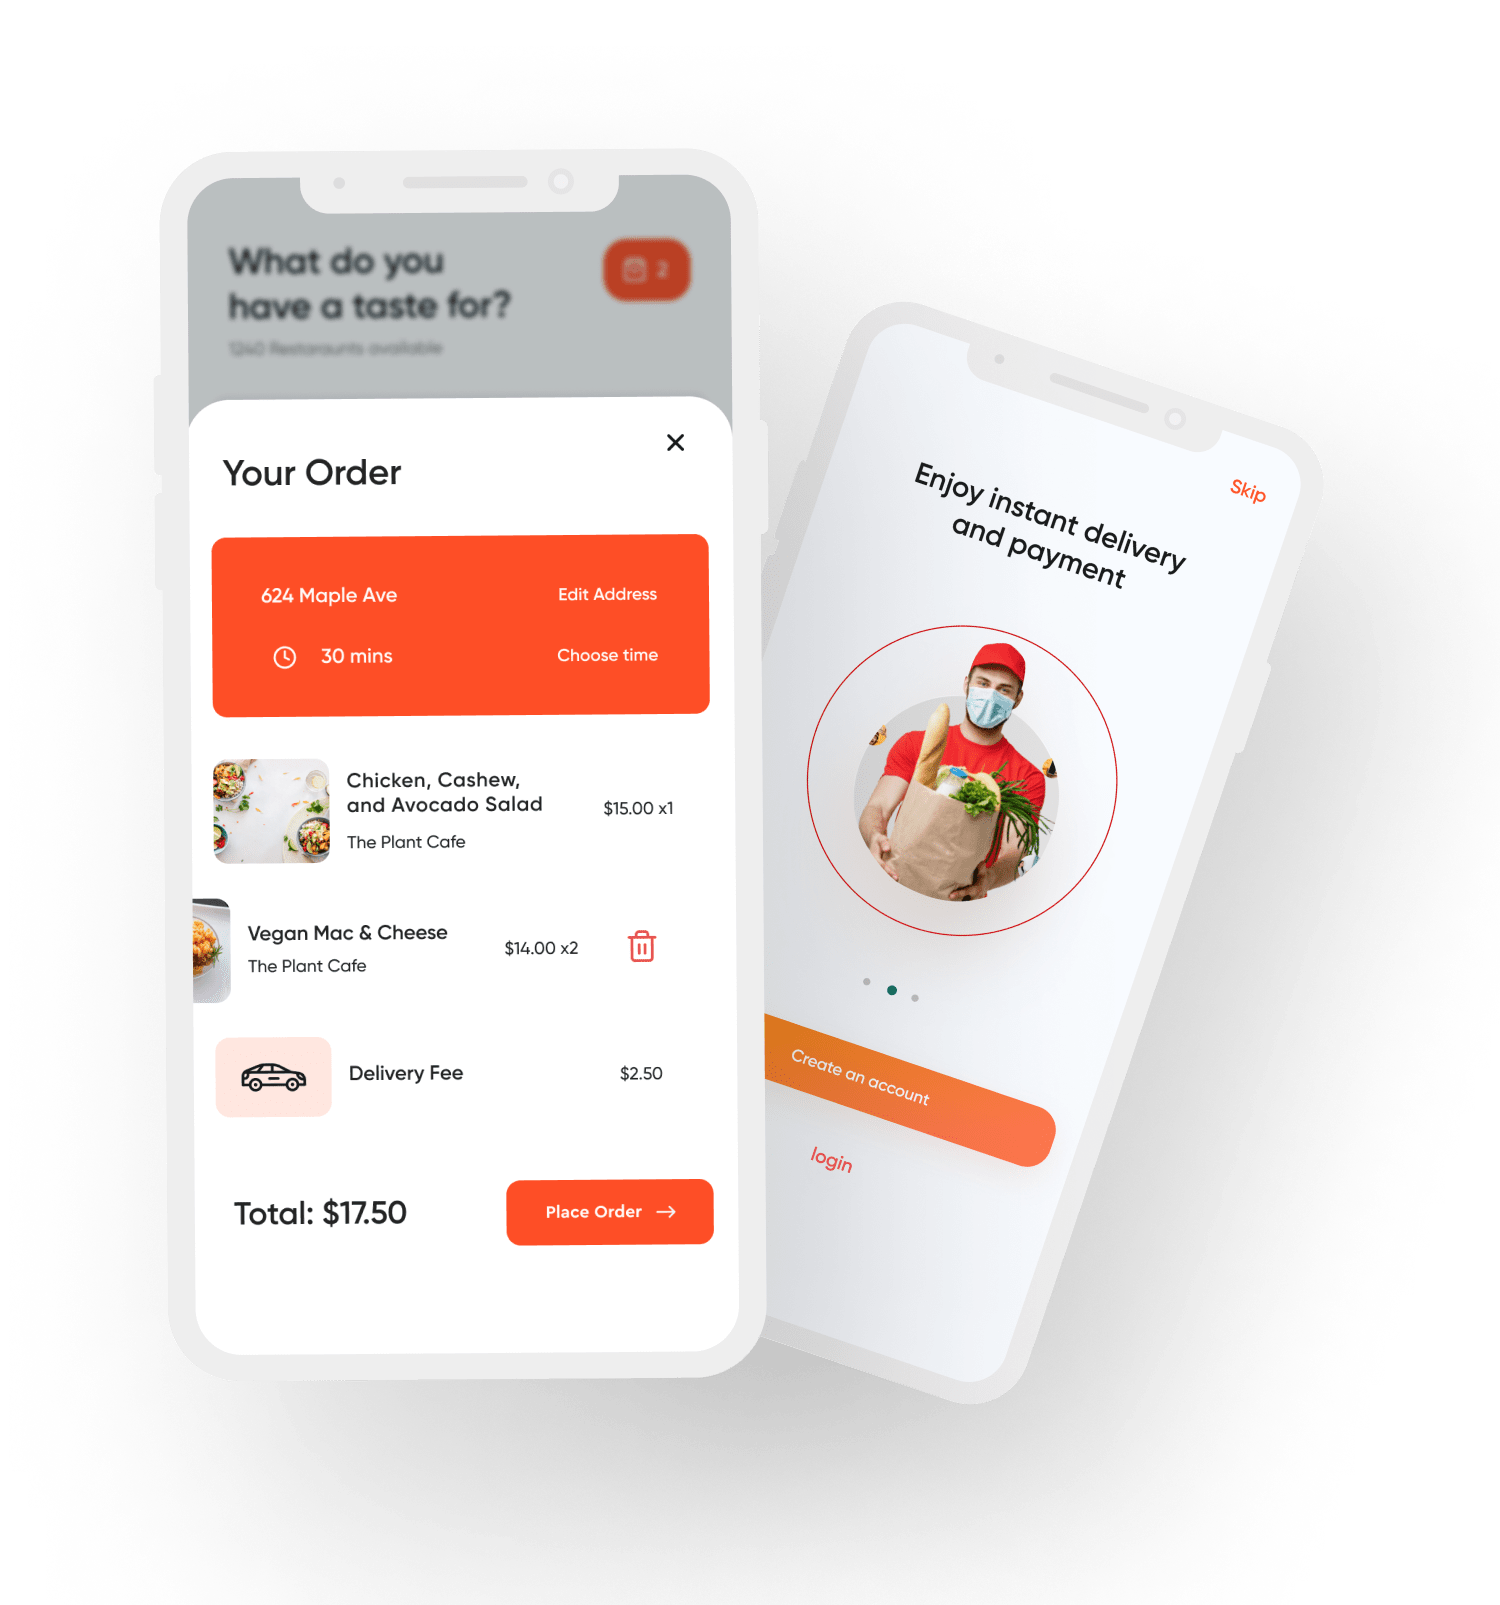 What do you
have a taste for?
2
1240 Restaraunts available
Your Order
624 Maple Ave
Edit Address
30 mins
Choose time
Chicken, Cashew,
and Avocado Salad
$15.00 x1
The Plant Cafe
Vegan Mac & Cheese
$14.00 x2
The Plant Cafe
Delivery Fee
$2.50
Total: $17.50
Place Order
Skip
Enjoy instant delivery
and payment
Create an account
login